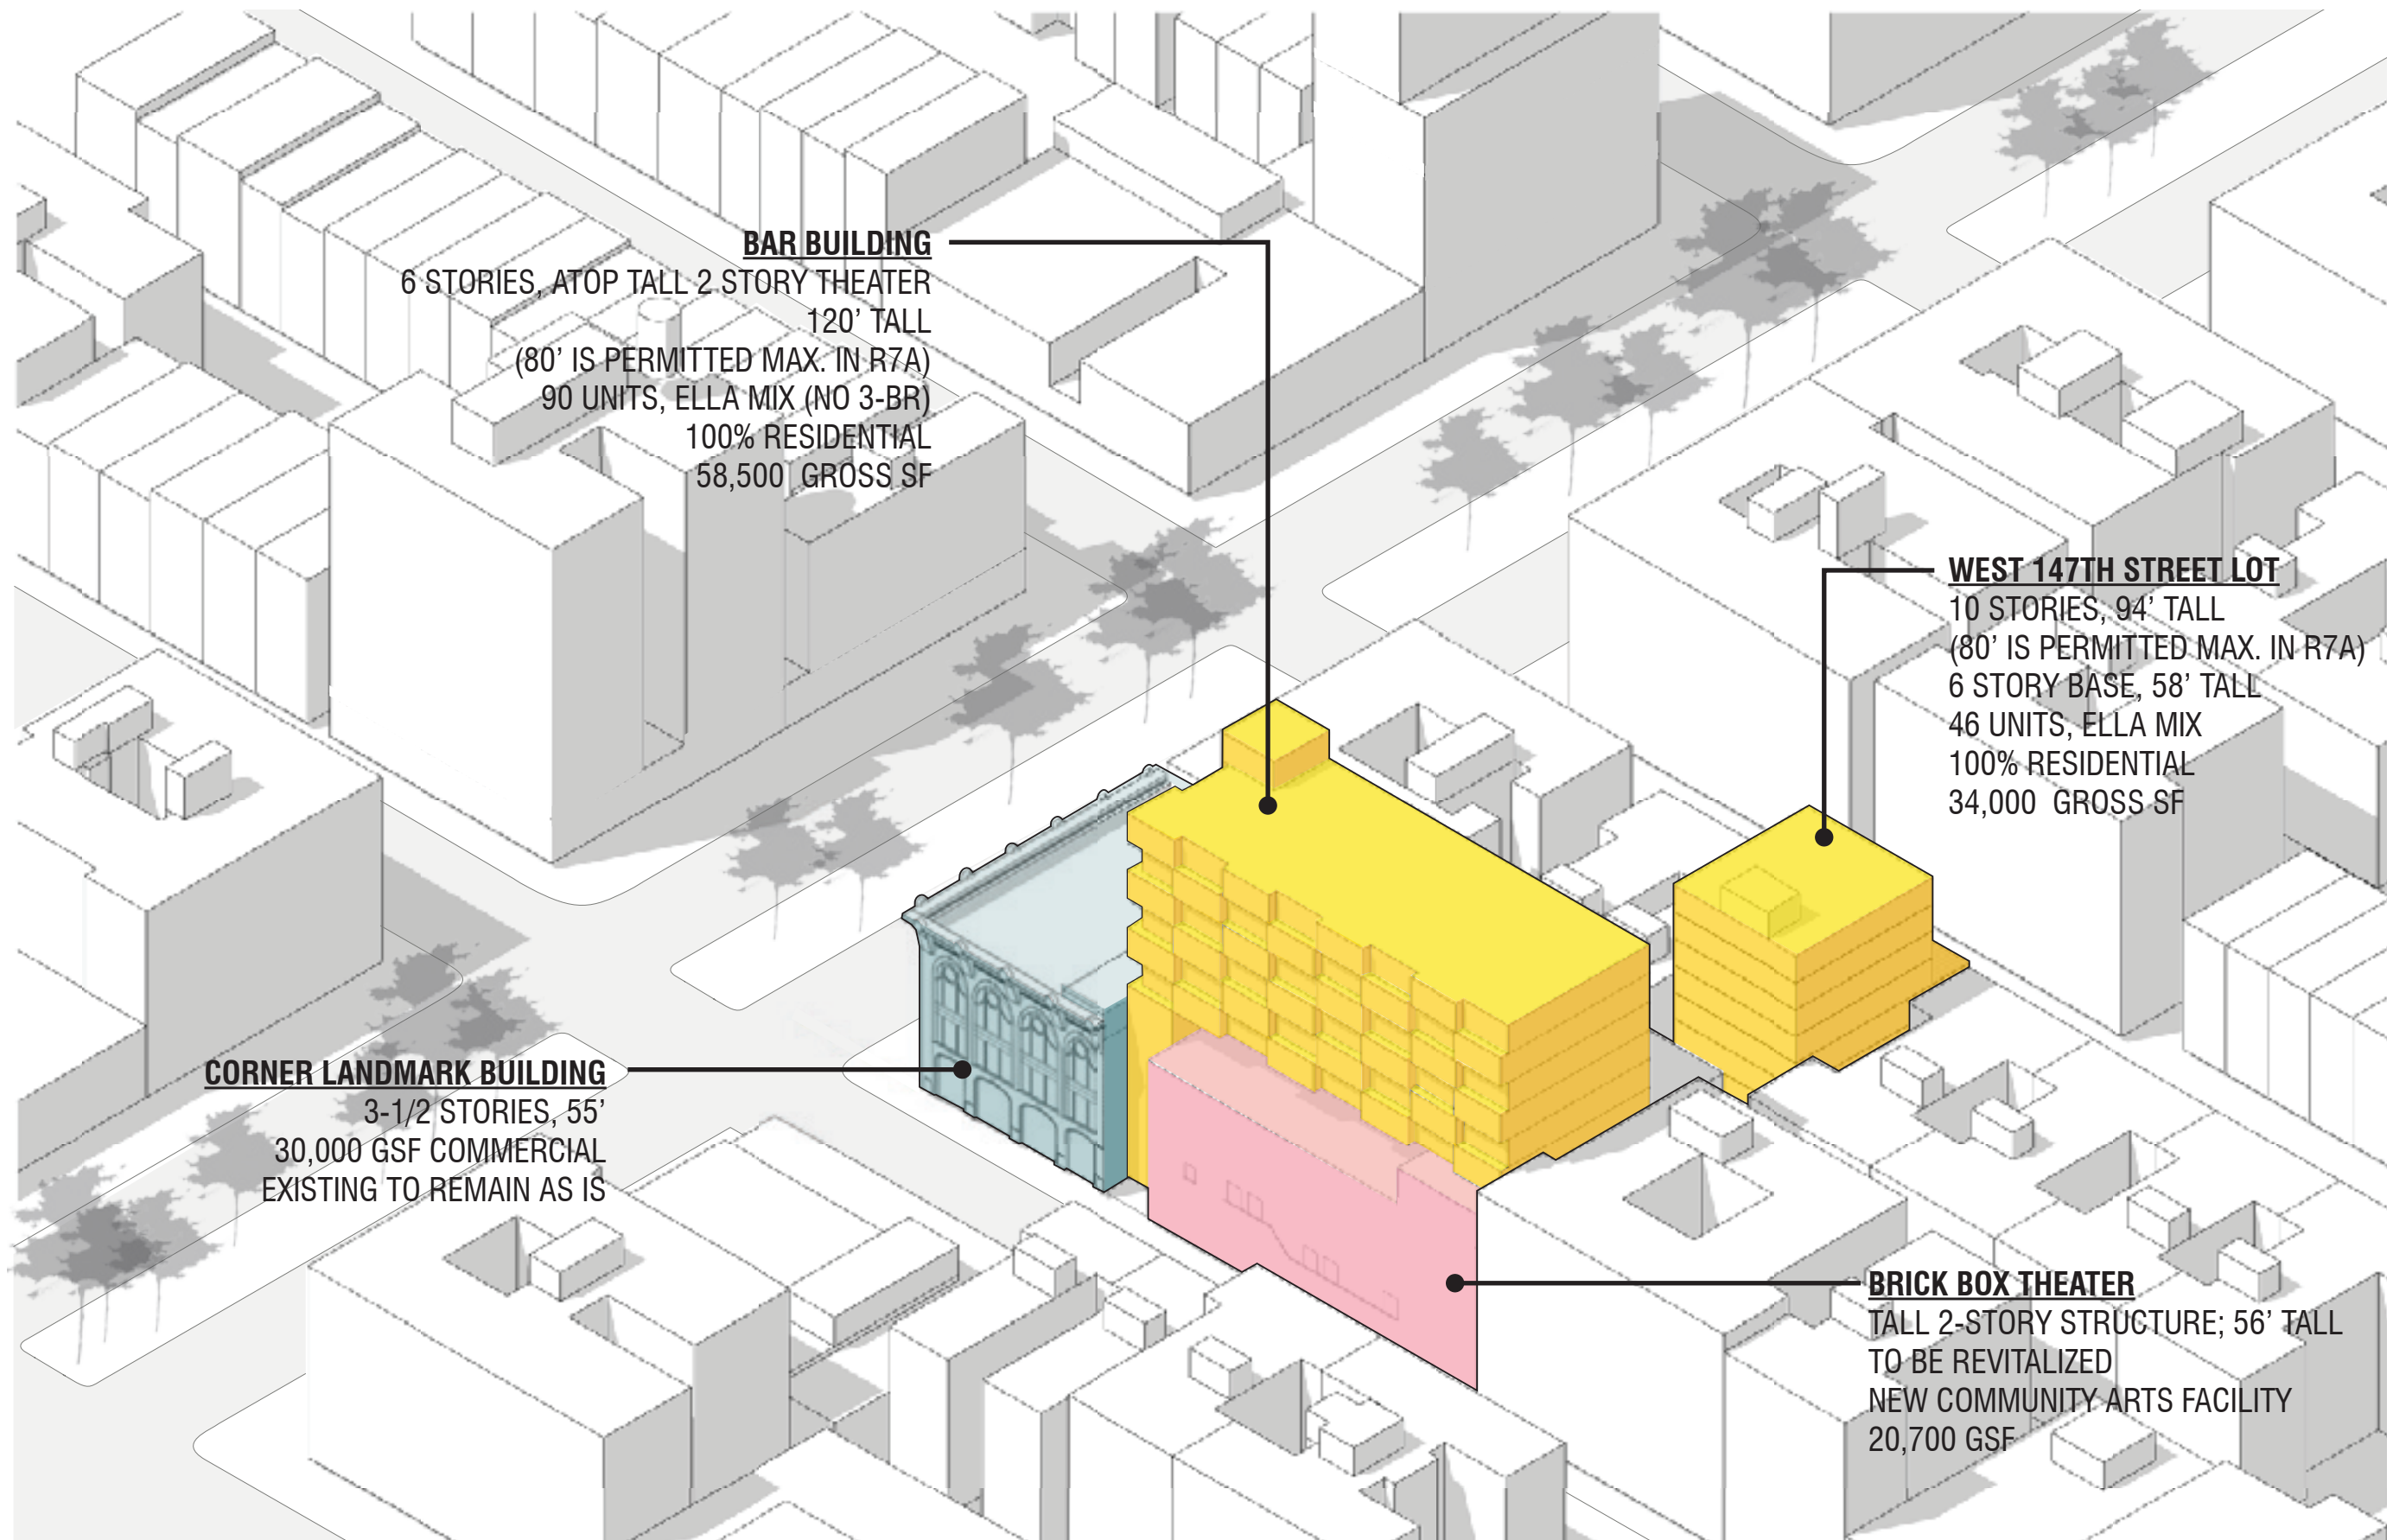 BAR BUILDING
6 STORIES, ATOP TALL 2 STORY THEATER
120’ TALL
(80’ IS PERMITTED MAX. IN R7A)
90 UNITS, ELLA MIX (NO 3-BR)
100% RESIDENTIAL
58,500 GROSS SF
WEST 147TH STREET LOT
10 STORIES, 94’ TALL
(80’ IS PERMITTED MAX. IN R7A)
6 STORY BASE, 58’ TALL
46 UNITS, ELLA MIX
100% RESIDENTIAL
34,000 GROSS SF
CORNER LANDMARK BUILDING
3-1/2 STORIES, 55’
30,000 GSF COMMERCIAL
EXISTING TO REMAIN AS IS
BRICK BOX THEATER
TALL 2-STORY STRUCTURE; 56’ TALL
TO BE REVITALIZED
NEW COMMUNITY ARTS FACILITY
20,700 GSF